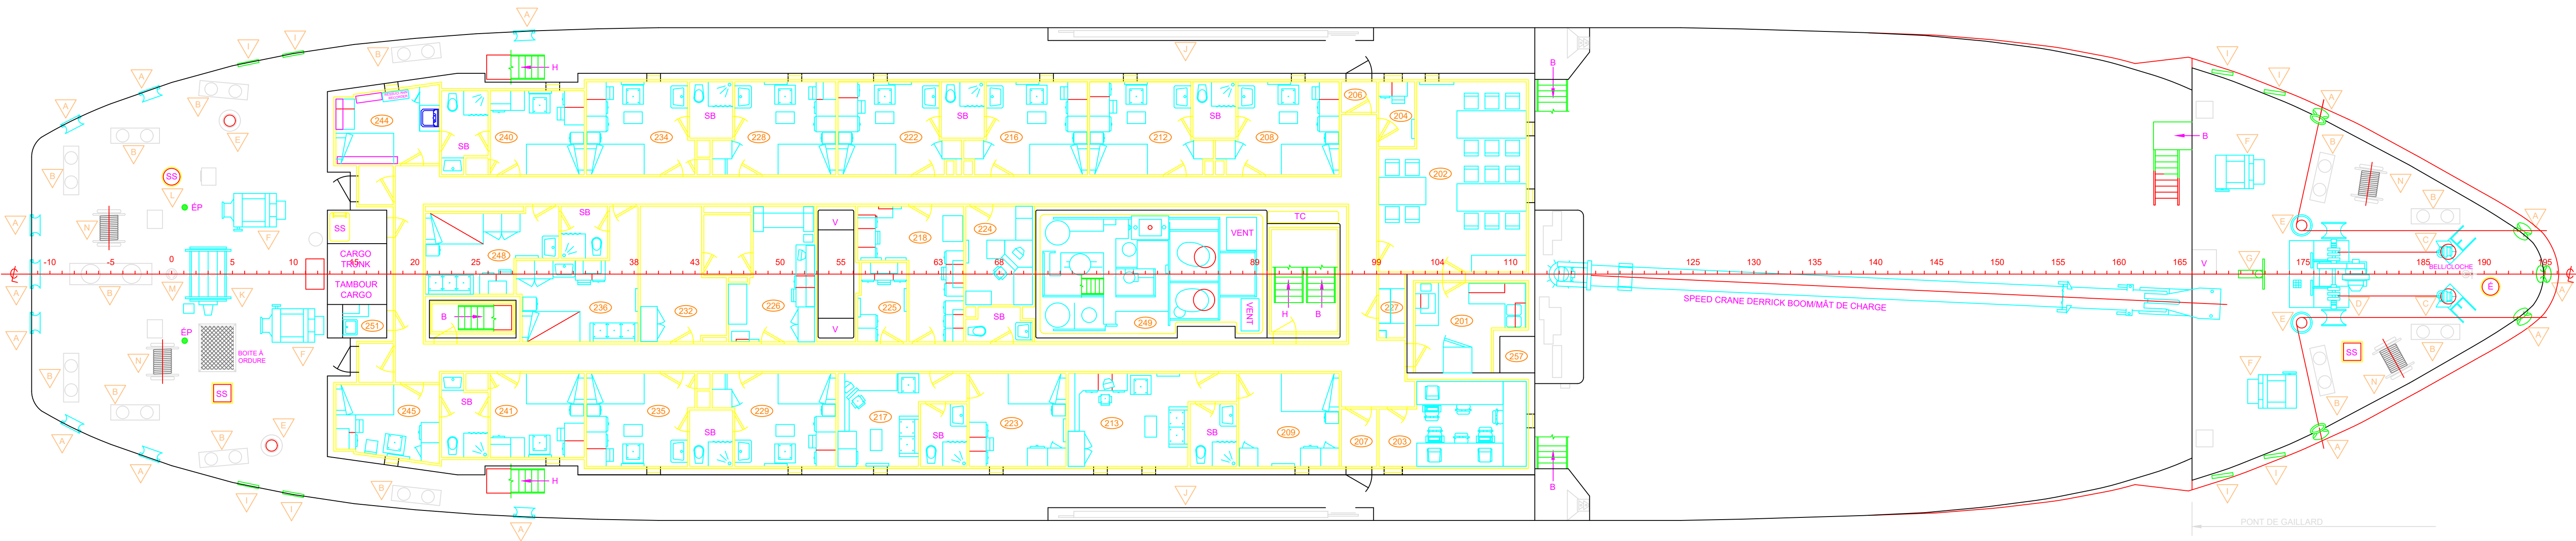 A
A
I
I
A
A
B
B
B
E
B
SS
L
ÉP
N
F
H
J
B
I
I
A
B
F
E
N
B
A
244
SB
240
234
SB
228
222
SB
216
212
SB
208
206
204
202
SS
CARGO
TRUNK
TAMBOUR
CARGO
251
248
SB
B
236
232
226
V
V
218
225
224
SB
249
VENT
VENT
TC
H
B
227
201
257
-10
-5
0
5
10
15
20
25
38
43
50
55
63
68
89
99
104
110
125
130
135
140
145
150
155
160
165
175
185
190
195
SPEED CRANE DERRICK BOOM/MÂT DE CHARGE
B
V
G
C
BELL/CLOCHE
É
D
C
E
A
A
A
B
M
K
ÉP
BOITE À
ORDURE
N
F
B
B
SS
E
B
A
A
I
I
B
A
H
J
B
245
SB
241
235
SB
229
217
SB
223
213
SB
209
207
203
F
SS
B
N
B
A
A
I
I
PONT DE GAILLARD